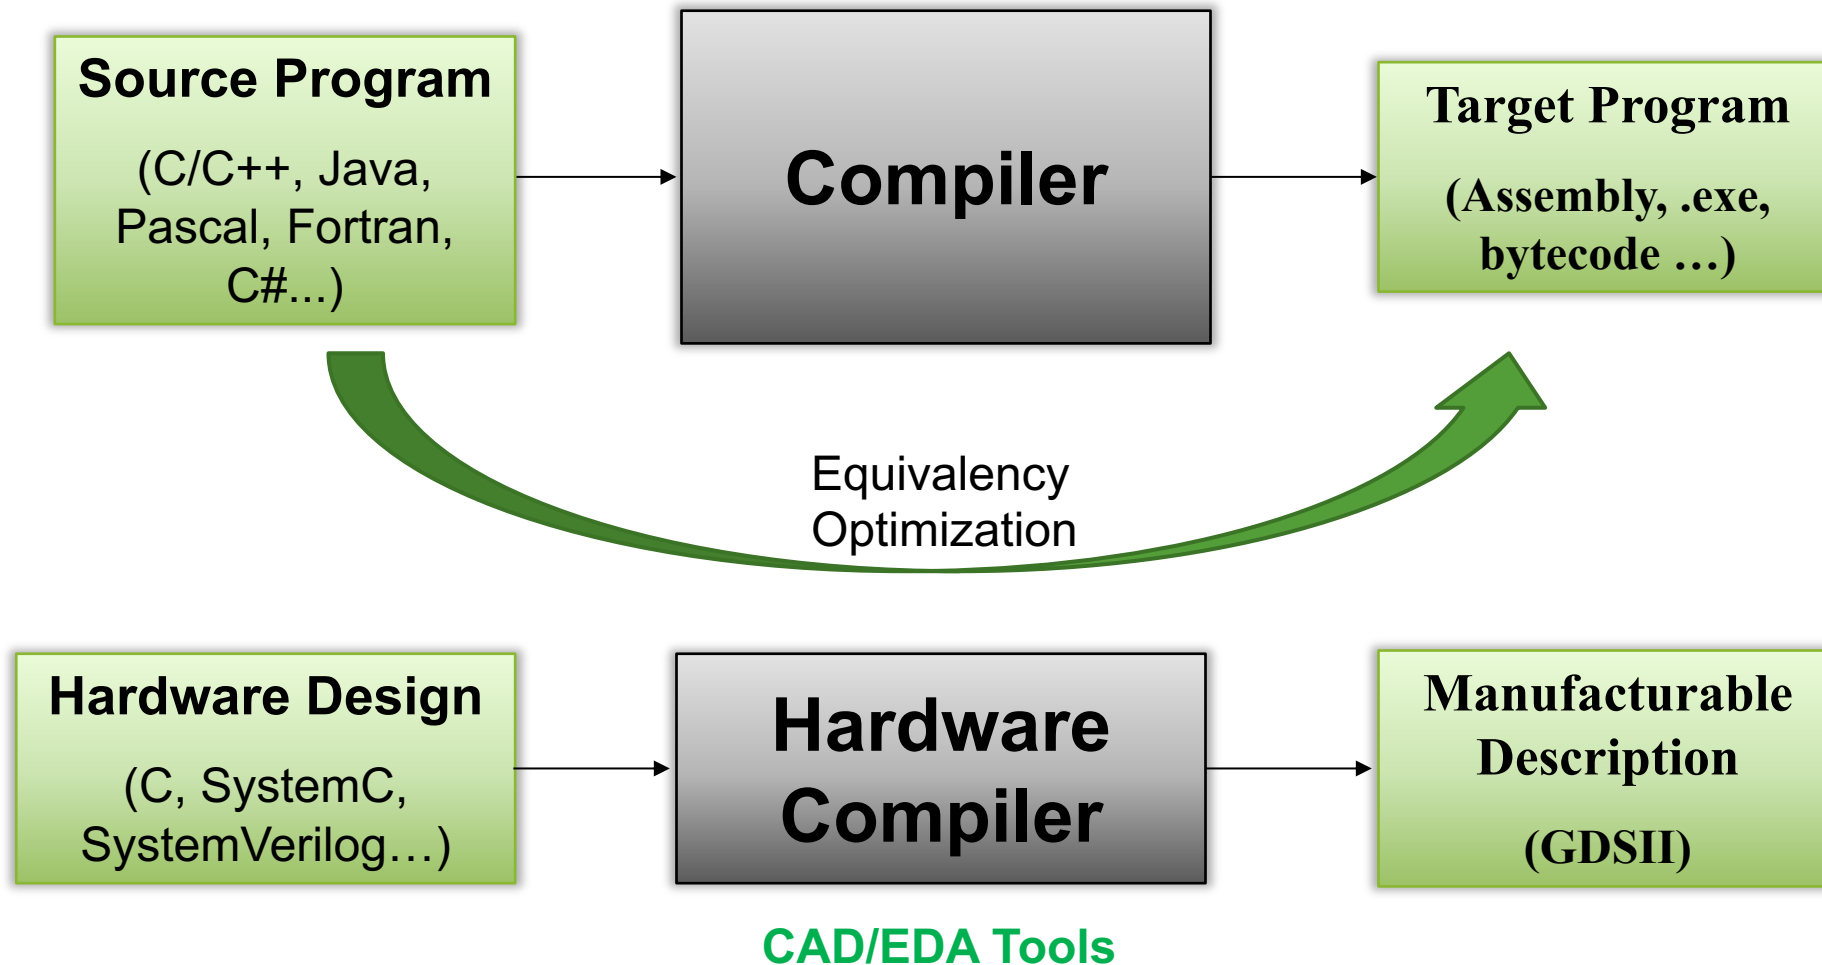 Source Program
(C/C++, Java,
Pascal, Fortran,
C#...)
Compiler
Target Program
(Assembly, .exe,
bytecode …)
Equivalency
Optimization
Hardware Design
(C, SystemC,
SystemVerilog…)
Hardware
Compiler
Manufacturable
Description
(GDSII)
CAD/EDA Tools